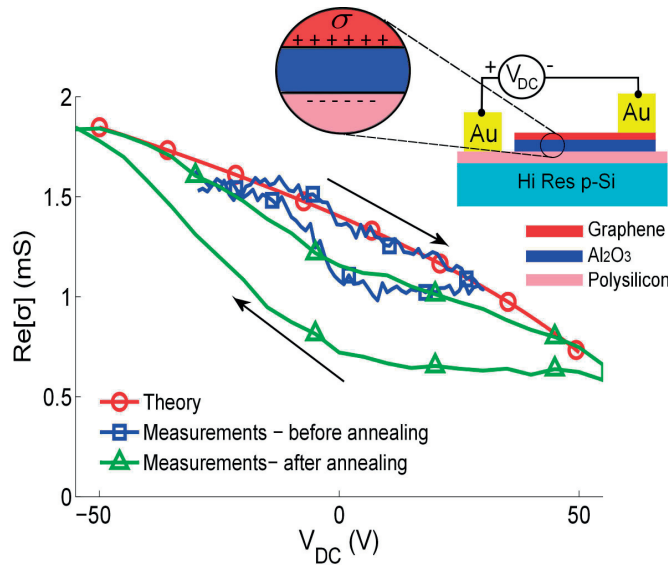 σ
+ + + + + +
- - - - - -
+ V_DC -
Au
Au
Hi Res p-Si
Graphene
Al2O3
Polysilicon
2
1.5
1
0.5
0
Re[σ] (mS)
Theory
Measurements – before annealing
Measurements– after annealing
−50
0
50
V_DC (V)